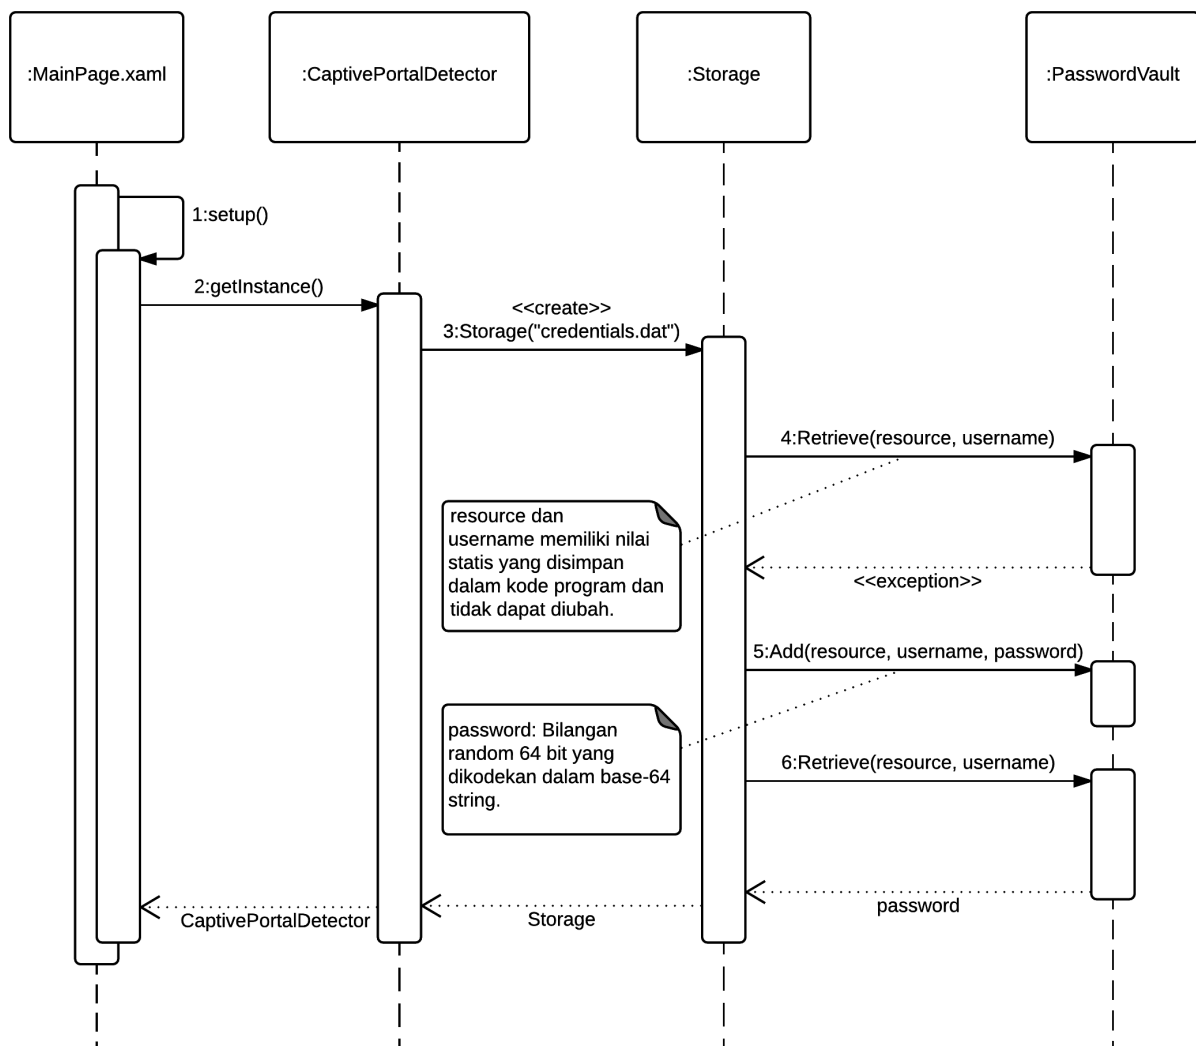 :MainPage.xaml
:CaptivePortalDetector
:Storage
:PasswordVault
1:setup()
2:getInstance()
<<create>>
3:Storage("credentials.dat")
4:Retrieve(resource, username)
resource dan
username memiliki nilai
statis yang disimpan
dalam kode program dan
tidak dapat diubah.
<<exception>>
5:Add(resource, username, password)
password: Bilangan
random 64 bit yang
dikodekan dalam base-64
string.
6:Retrieve(resource, username)
password
Storage
CaptivePortalDetector